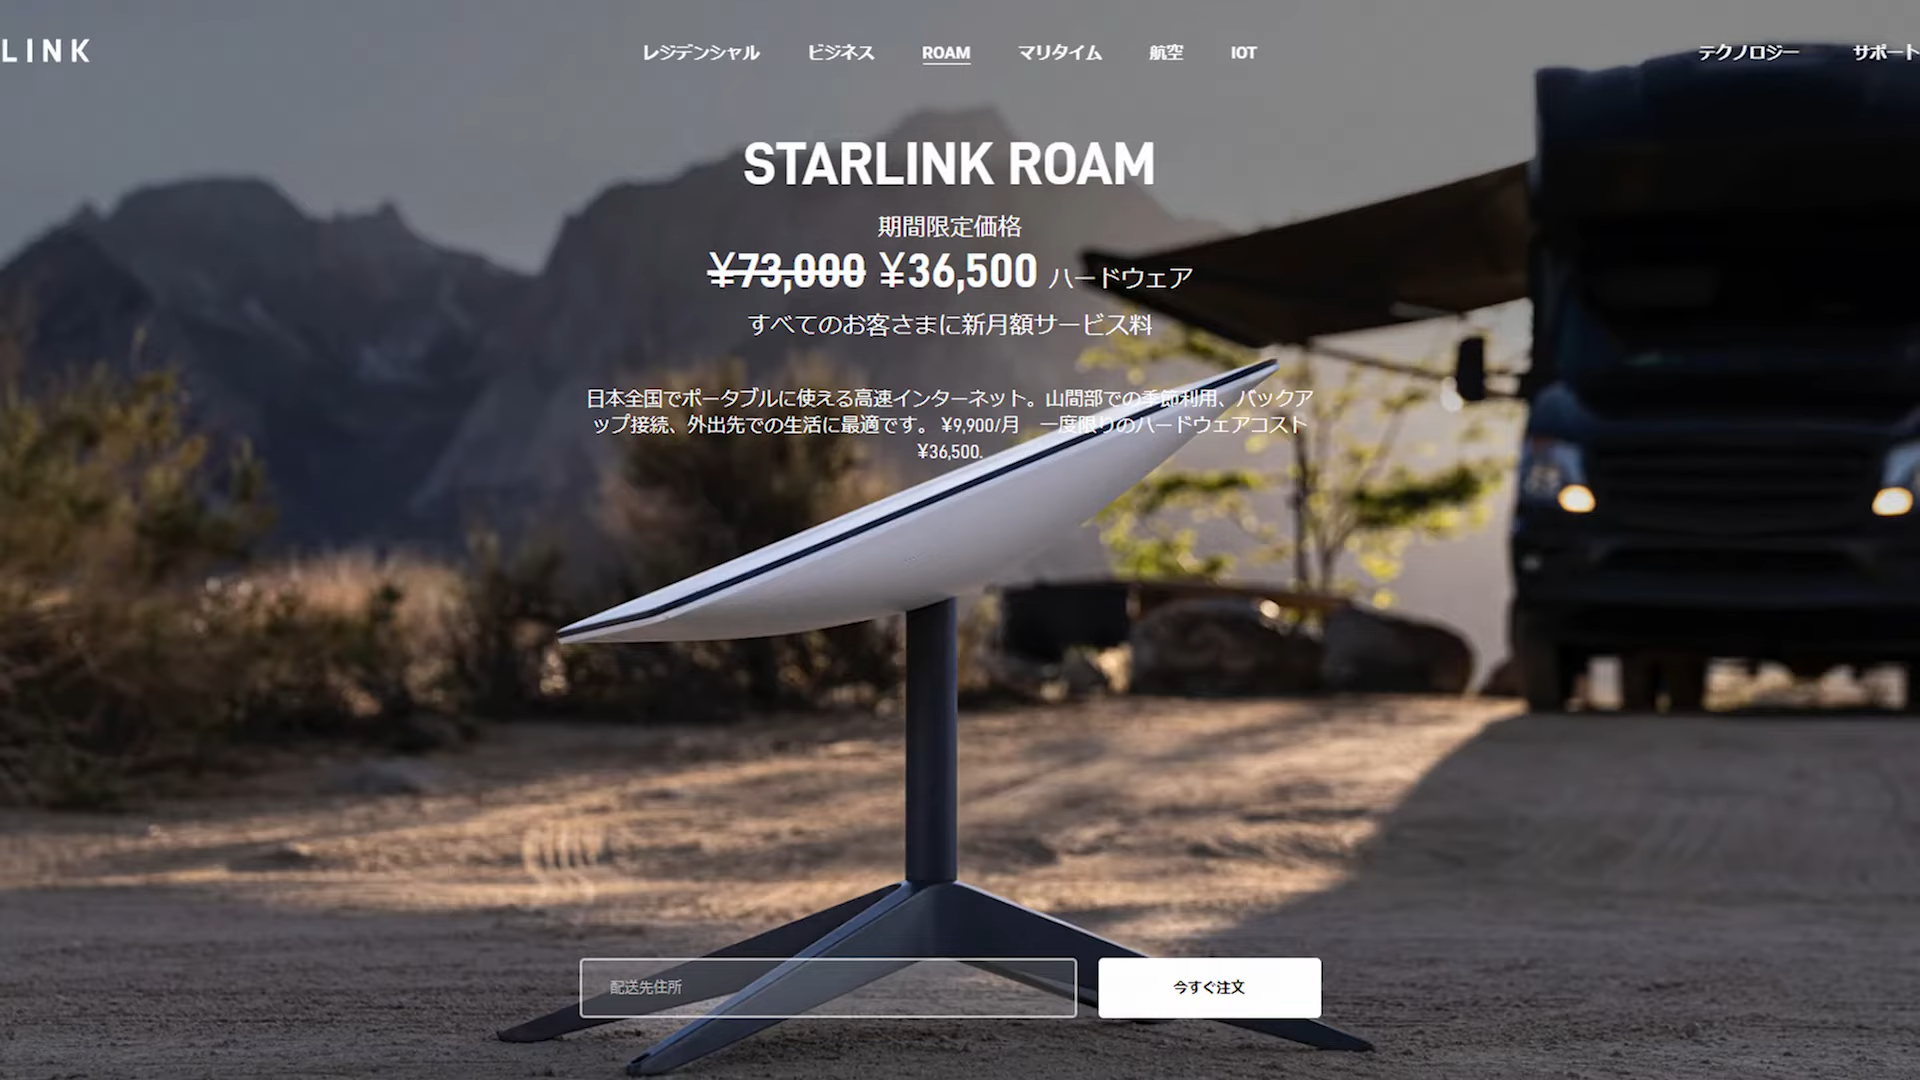 LINK
レジデンシャル ビジネス ROAM マリタイム 航空 IOT テクノロジー サポート
STARLINK ROAM
期間限定価格
¥73,000 ¥36,500 ハードウェア
すべてのお客さまに新月額サービス料
日本全国でポータブルに使える高速インターネット。山間部での季節利用、バックア
ップ接続、外出先での生活に最適です。 ¥9,900/月 一度限りのハードウェアコスト
¥36,500.
配送先住所
今すぐ注文